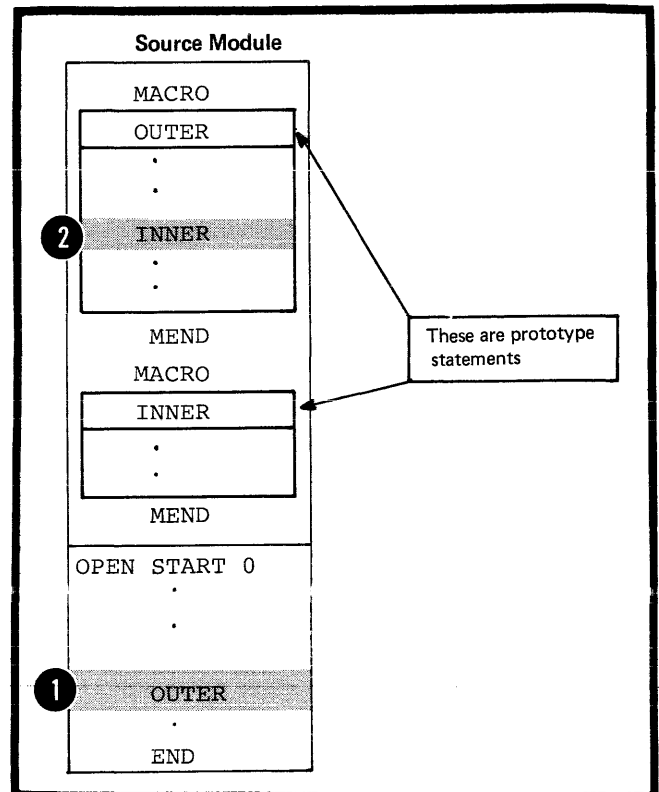 Source Module
MACRO
OUTER
.
.
2 INNER
.
.
MEND
MACRO
INNER
.
.
MEND
These are prototype
statements
OPEN START 0
.
.
1 OUTER
.
END